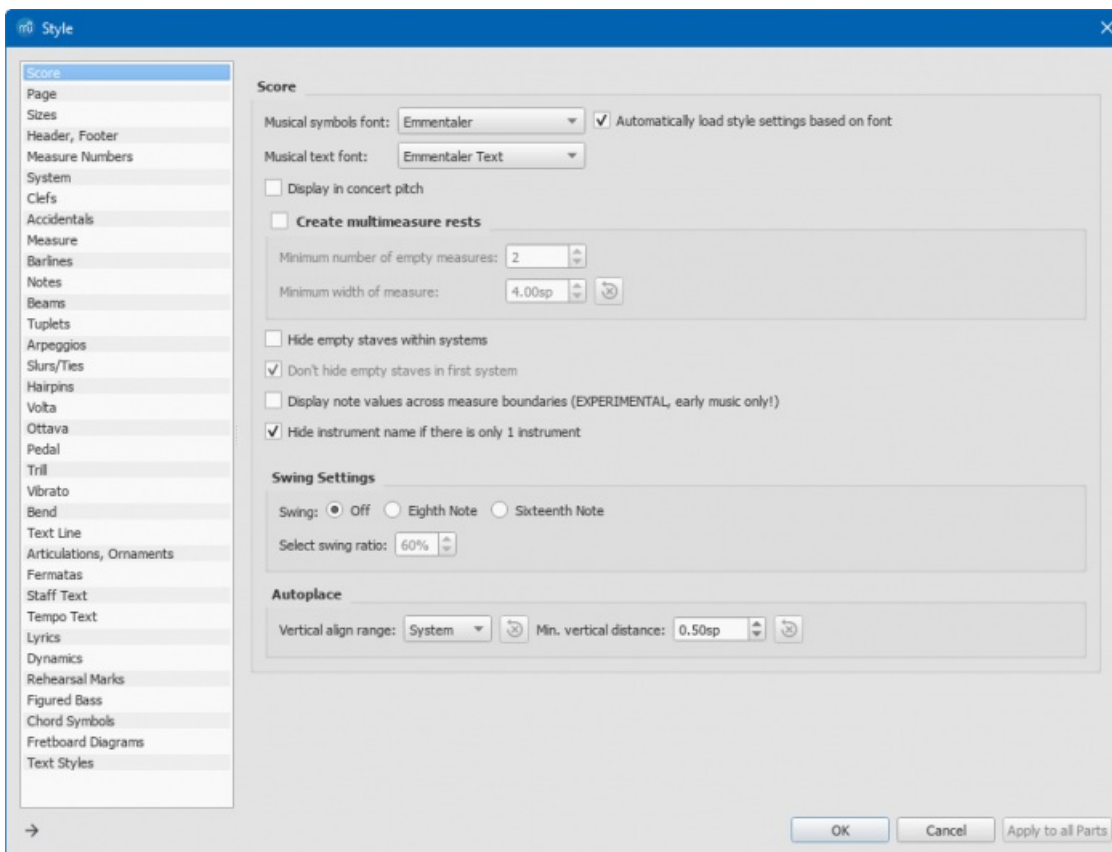 Style
Score
Page
Sizes
Header, Footer
Measure Numbers
System
Clefs
Accidentals
Measure
Barlines
Notes
Beams
Tuplets
Arpeggios
Slurs/Ties
Hairpins
Volta
Ottava
Pedal
Trill
Vibrato
Bend
Text Line
Articulations, Ornaments
Fermatas
Staff Text
Tempo Text
Lyrics
Dynamics
Rehearsal Marks
Figured Bass
Chord Symbols
Fretboard Diagrams
Text Styles
Score
Musical symbols font: Emmentaler Automatically load style settings based on font
Musical text font: Emmentaler Text
Display in concert pitch
Create multimeasure rests
Minimum number of empty measures: 2
Minimum width of measure: 4.00sp
Hide empty staves within systems
Don't hide empty staves in first system
Display note values across measure boundaries (EXPERIMENTAL, early music only!)
Hide instrument name if there is only 1 instrument
Swing Settings
Swing: Off Eighth Note Sixteenth Note
Select swing ratio: 60%
Autoplace
Vertical align range: System Min. vertical distance: 0.50sp
OK Cancel Apply to all Parts